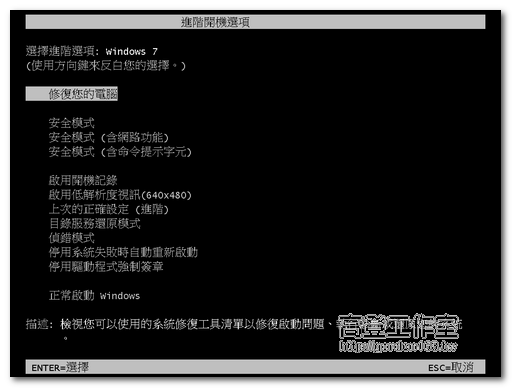 進階開機選項
選擇進階選項: Windows 7
(使用方向鍵來反白您的選擇。)
修復您的電腦
安全模式
安全模式 (含網路功能)
安全模式 (含命令提示字元)
啟用開機記錄
啟用低解析度視訊(640x480)
上次的正確設定 (進階)
目錄服務還原模式
偵錯模式
停用系統失敗時自動重新啟動
停用驅動程式強制簽章
正常啟動 Windows
描述: 檢視您可以使用的系統修復工具清單以修復啟動問題、
。
高登工作室
ENTER=選擇
ESC=取消